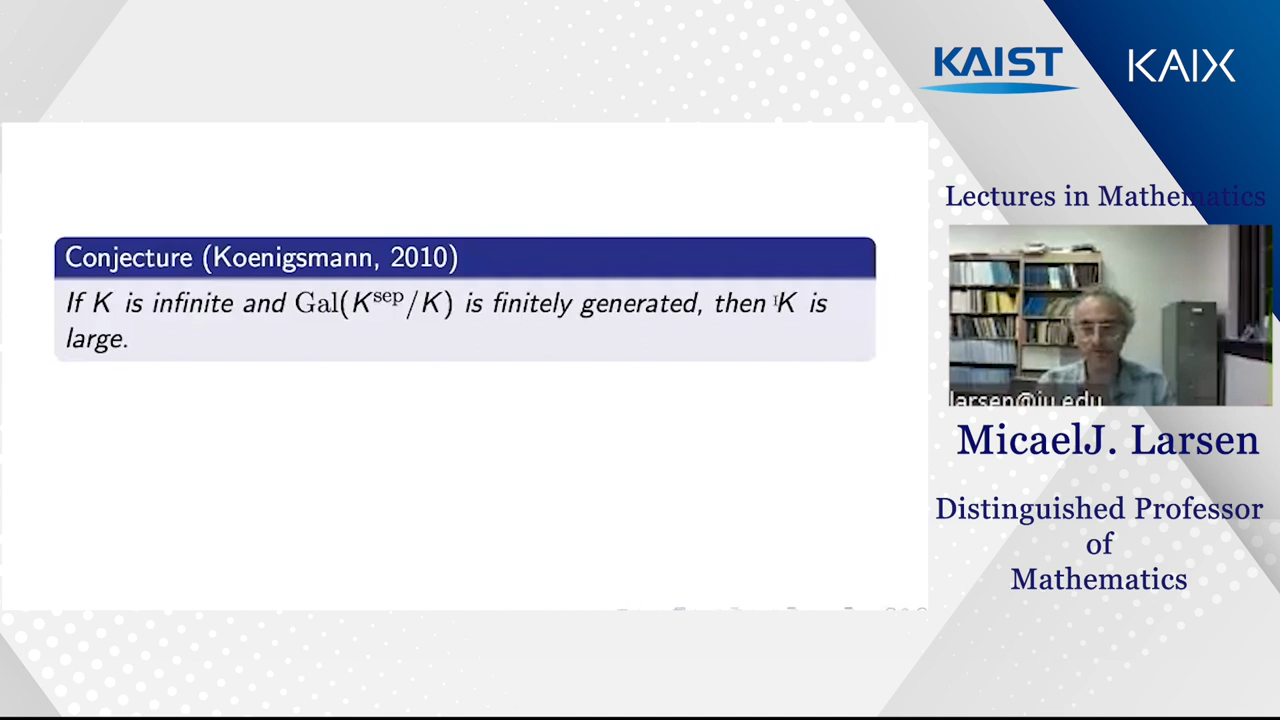 KAIST KAIX
Lectures in Mathematics
Conjecture (Koenigsmann, 2010)
If K is infinite and Gal(K^sep/K) is finitely generated, then K is
large.
larsen@iu.edu
MicaelJ. Larsen
Distinguished Professor
of
Mathematics